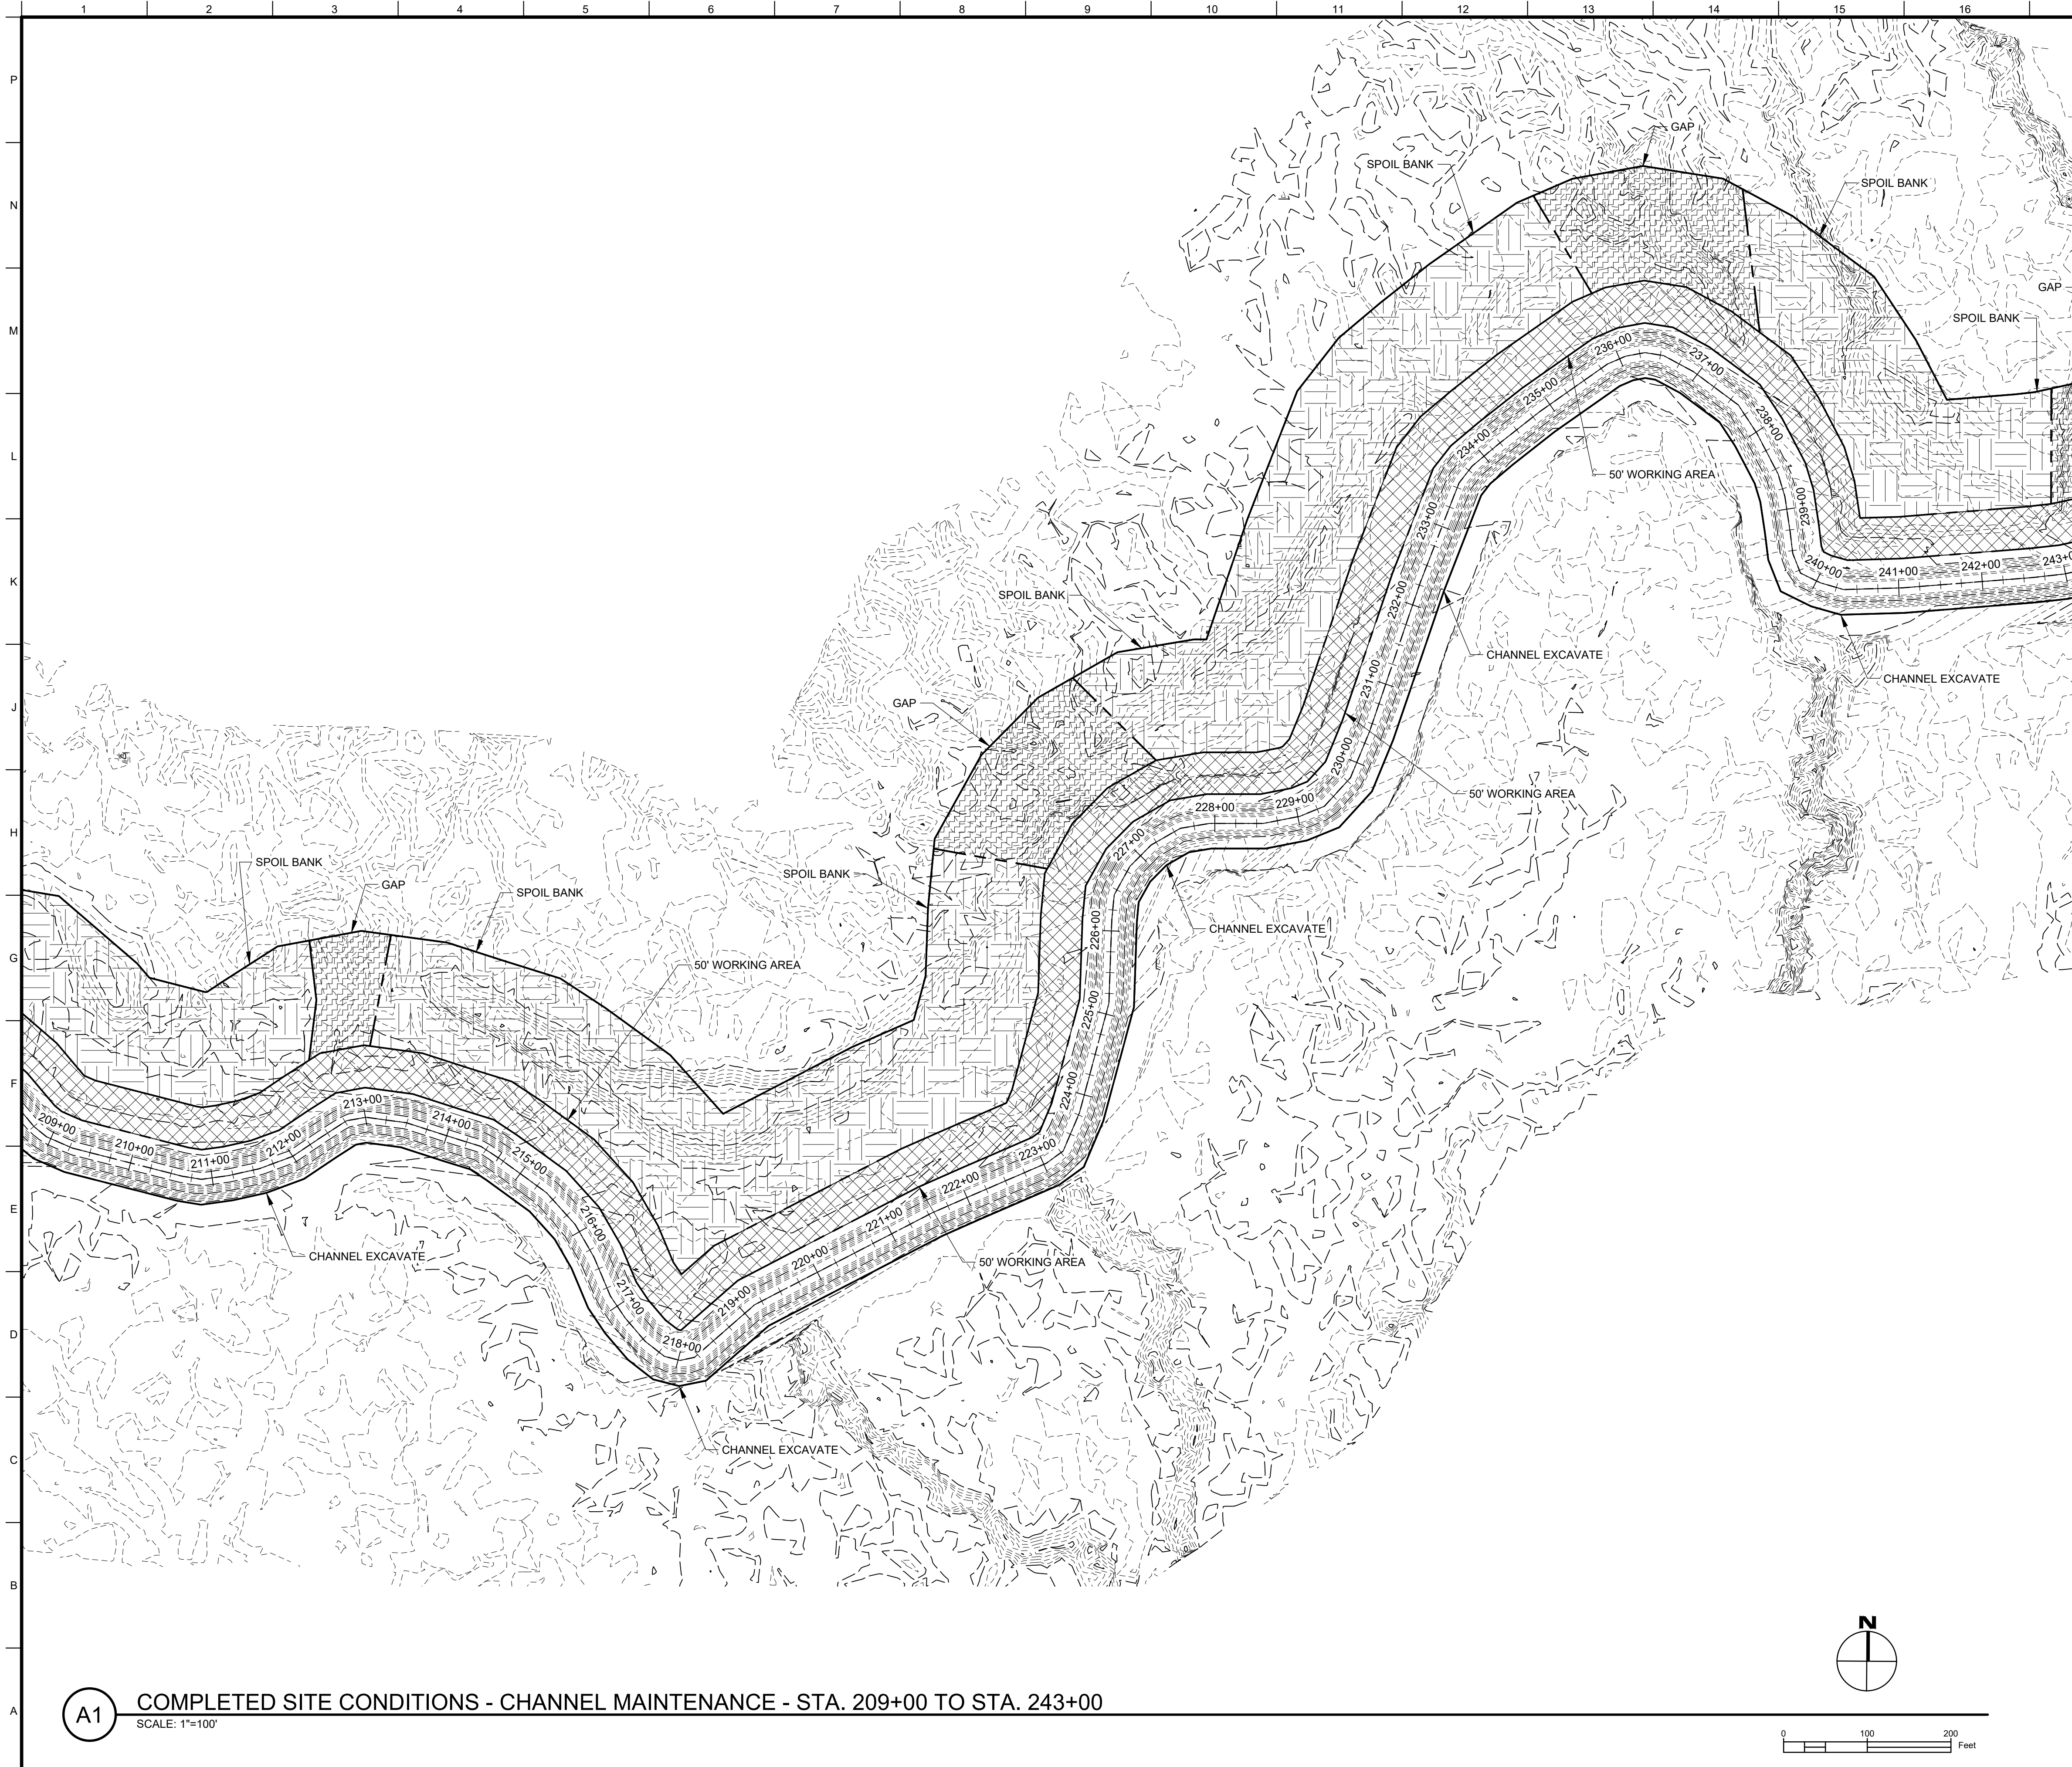 1 2 3 4 5 6 8 9 10 11 12 13 14 15 16
P
GAP
SPOIL BANK
SPOIL BANK
N
GAP
M
SPOIL BANK
236+00
237+00
235+00
238+00
234+00
L
50' WORKING AREA
239+00
233+00
240+00
241+00
242+00
243+0
K
SPOIL BANK
232+00
CHANNEL EXCAVATE
231+00
CHANNEL EXCAVATE
J
GAP
230+00
50' WORKING AREA
229+00
228+00
H
227+00
SPOIL BANK
SPOIL BANK
GAP
SPOIL BANK
226+00
CHANNEL EXCAVATE
G
50' WORKING AREA
225+00
F
224+00
213+00
214+00
209+00
210+00
211+00
212+00
215+00
223+00
222+00
E
216+00
221+00
CHANNEL EXCAVATE
220+00
50' WORKING AREA
217+00
219+00
D
218+00
CHANNEL EXCAVATE
C
B
N
A
A1
COMPLETED SITE CONDITIONS - CHANNEL MAINTENANCE - STA. 209+00 TO STA. 243+00
SCALE: 1"=100'
0 100 200
Feet
7